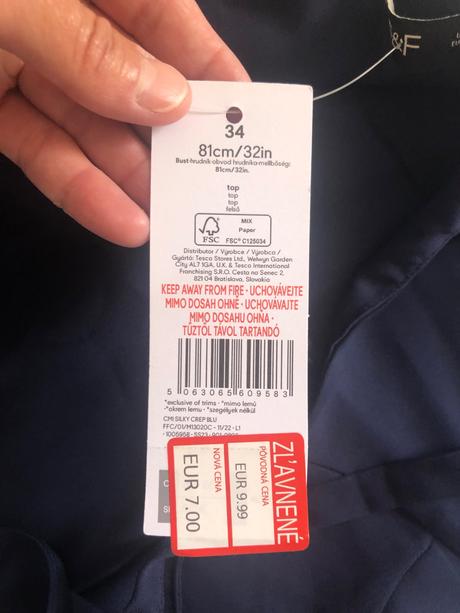 &F
34
81cm/32in
Bust·hrudník·obvod hrudníka·mellbőség:
81cm/32in.
top
top
top
felső
FSC
MIX
Paper
FSC® C125034
Distributor / Výrobce / Výrobca /
Gyártó: Tesco Stores Ltd., Welwyn Garden
City AL7 1GA, U.K. & Tesco International
Franchising S.R.O. Cesta na Senec 2,
821 04 Bratislava, Slovakia
KEEP AWAY FROM FIRE · UCHOVÁVEJTE
MIMO DOSAH OHNĚ · UCHOVÁVAJTE
MIMO DOSAHU OHŇA ·
TŰZTŐL TÁVOL TARTANDÓ
5 063065 609583
*exclusive of trims · *mimo lemů
·*okrem lemu · *szegélyek nélkül
CMI SILKY CREP BLU
FFC/01/M13020C - 11/22 - L1
ZĽAVNENÉ
PÔVODNÁ CENA
EUR 9.99
NOVÁ CENA
EUR 7.00